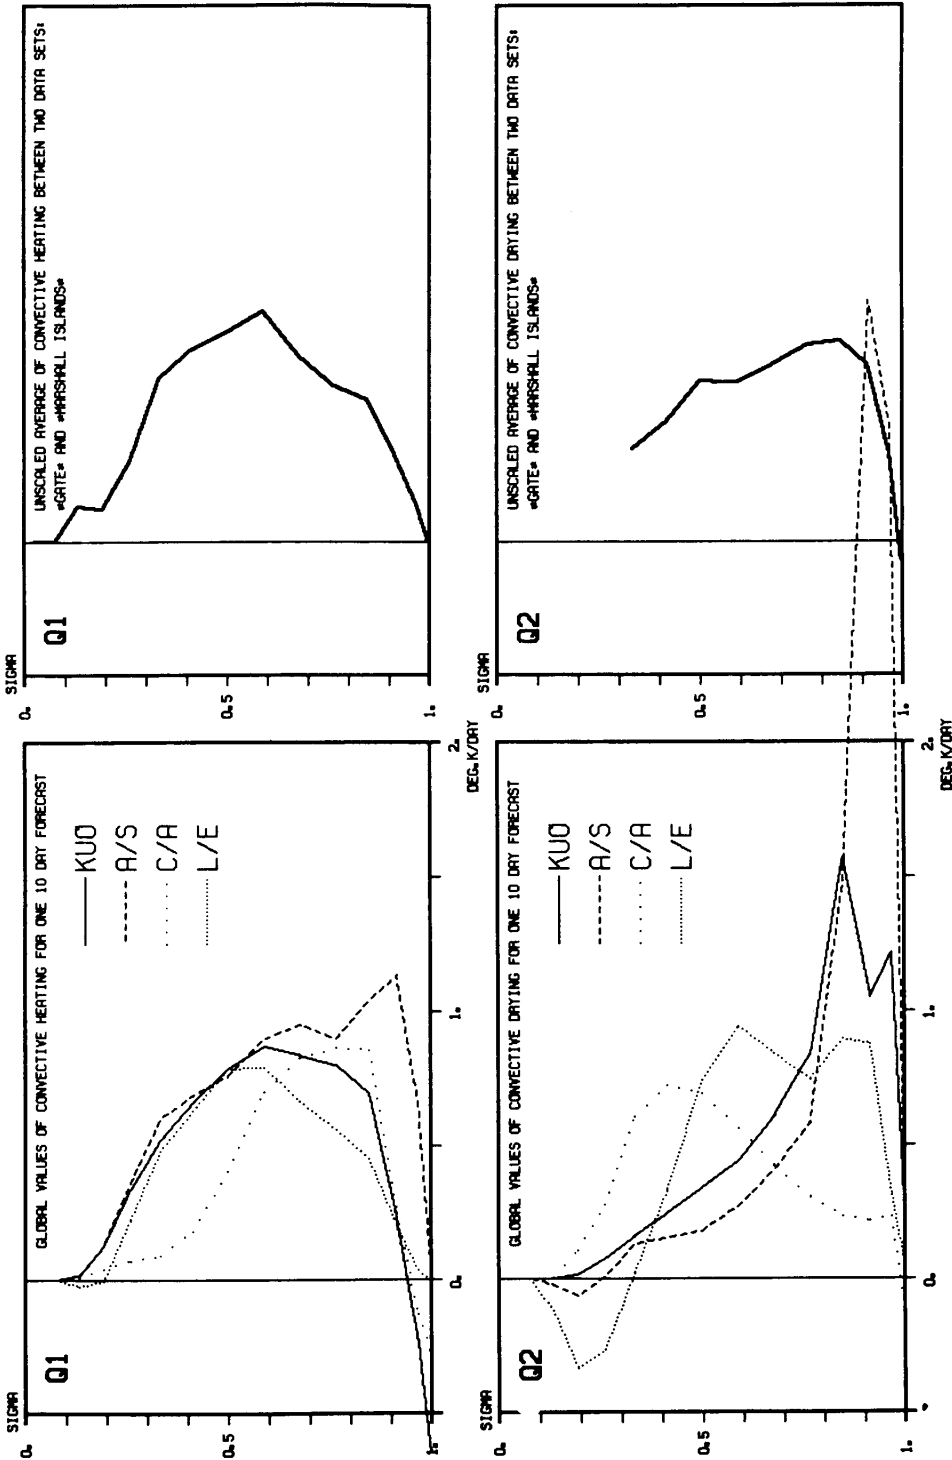 GLOBAL VALUES OF CONVECTIVE HEATING FOR ONE 10 DAY FORECAST
Q1
KUO
A/S
C/A
L/E
SIGMA
0.
0.5
1.
0.
1.
2.
DEG.K/DAY
UNSCALED AVERAGE OF CONVECTIVE HEATING BETWEEN TWO DATA SETS:
*GATE* AND *MARSHALL ISLANDS*
Q1
SIGMA
0.
0.5
1.
GLOBAL VALUES OF CONVECTIVE DRYING FOR ONE 10 DAY FORECAST
Q2
KUO
A/S
C/A
L/E
SIGMA
0.
0.5
1.
0.
1.
2.
DEG.K/DAY
UNSCALED AVERAGE OF CONVECTIVE DRYING BETWEEN TWO DATA SETS:
*GATE* AND *MARSHALL ISLANDS*
Q2
SIGMA
0.
0.5
1.